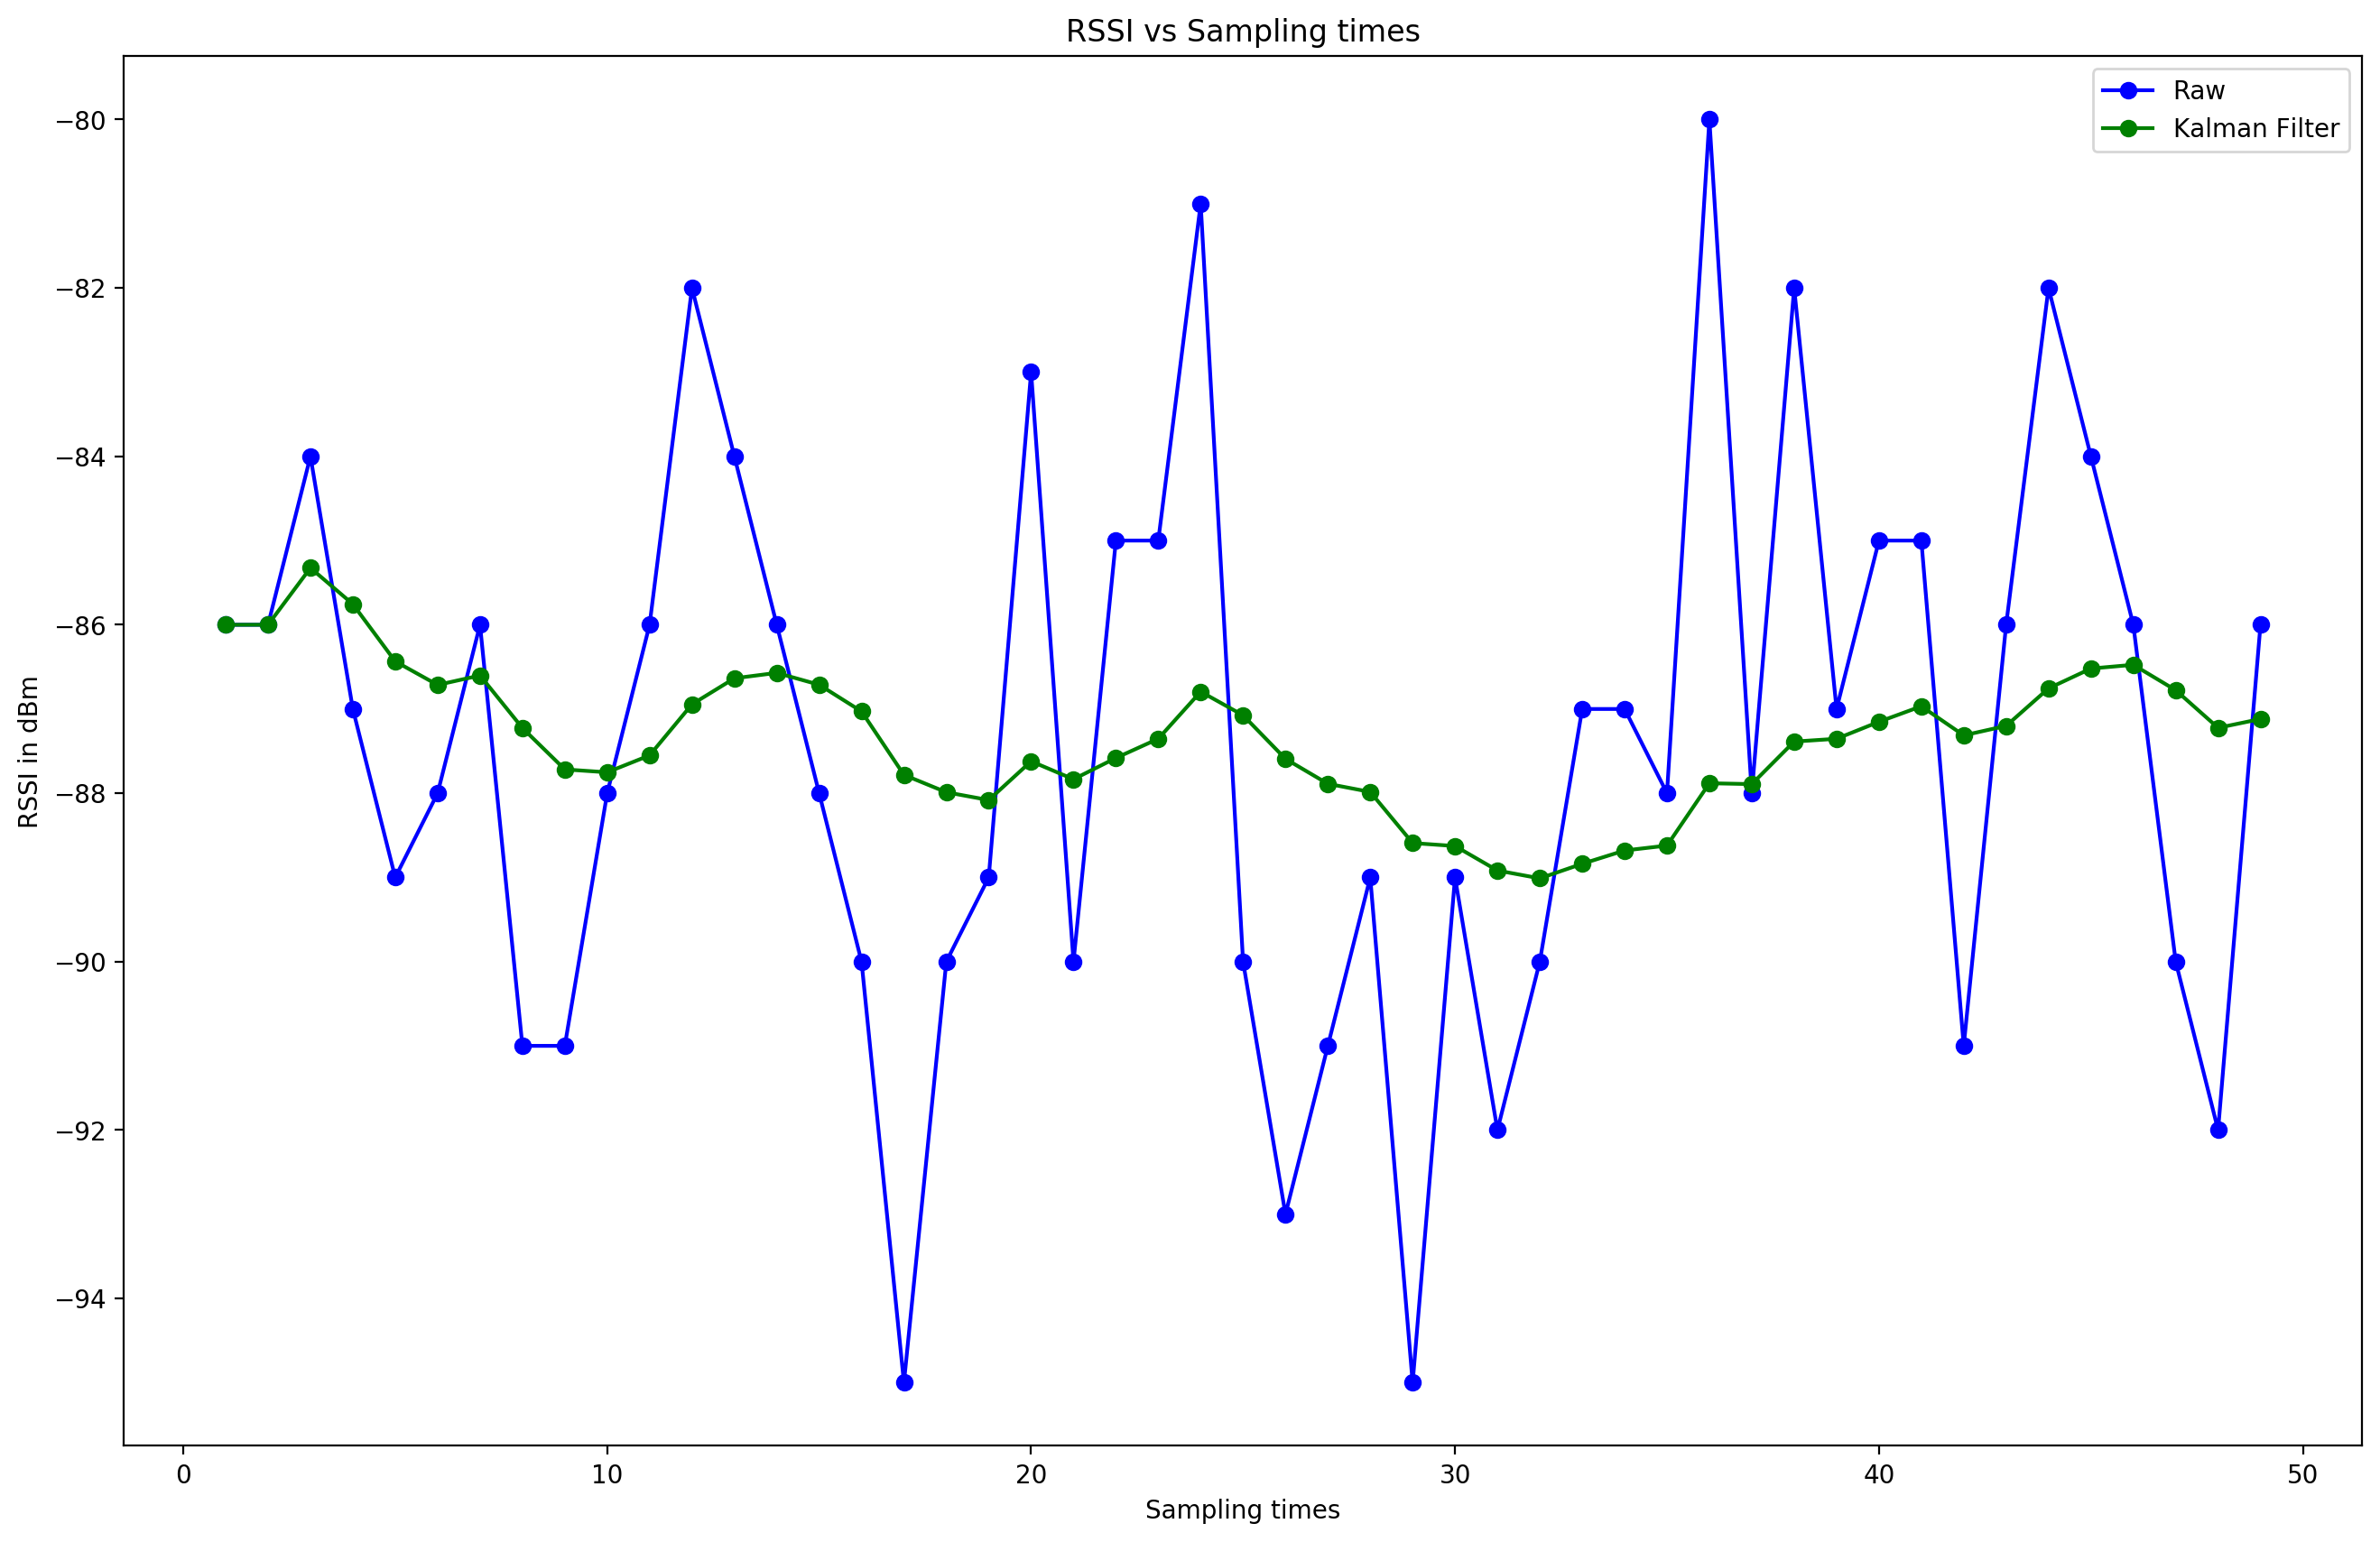 RSSI vs Sampling times
Raw
Kalman Filter
−80
−82
−84
−86
−88
−90
−92
−94
RSSI in dBm
0 10 20 30 40 50
Sampling times